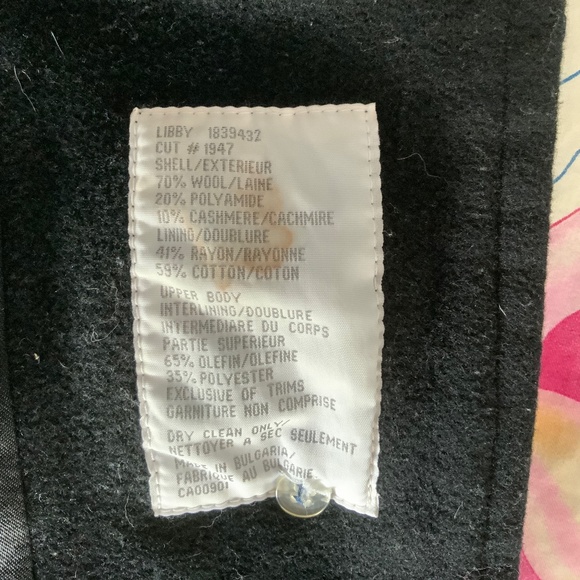 LIBBY 1839432
CUT # 1947
SHELL/EXTERIEUR
70% WOOL/LAINE
20% POLYAMIDE
10% CASHMERE/CACHMIRE
LINING/DOUBLURE
41% RAYON/RAYONNE
59% COTTON/COTON
UPPER BODY
INTERLINING/DOUBLURE
INTERMEDIAIRE DU CORPS
PARTIE SUPERIEUR
65% OLEFIN/OLEFINE
35% POLYESTER
EXCLUSIVE OF TRIMS
GARNITURE NON COMPRISE
DRY CLEAN ONLY/
NETTOYER A SEC SEULEMENT
MADE IN BULGARIA/
FABRIQUE AU BULGARIE
CA00901